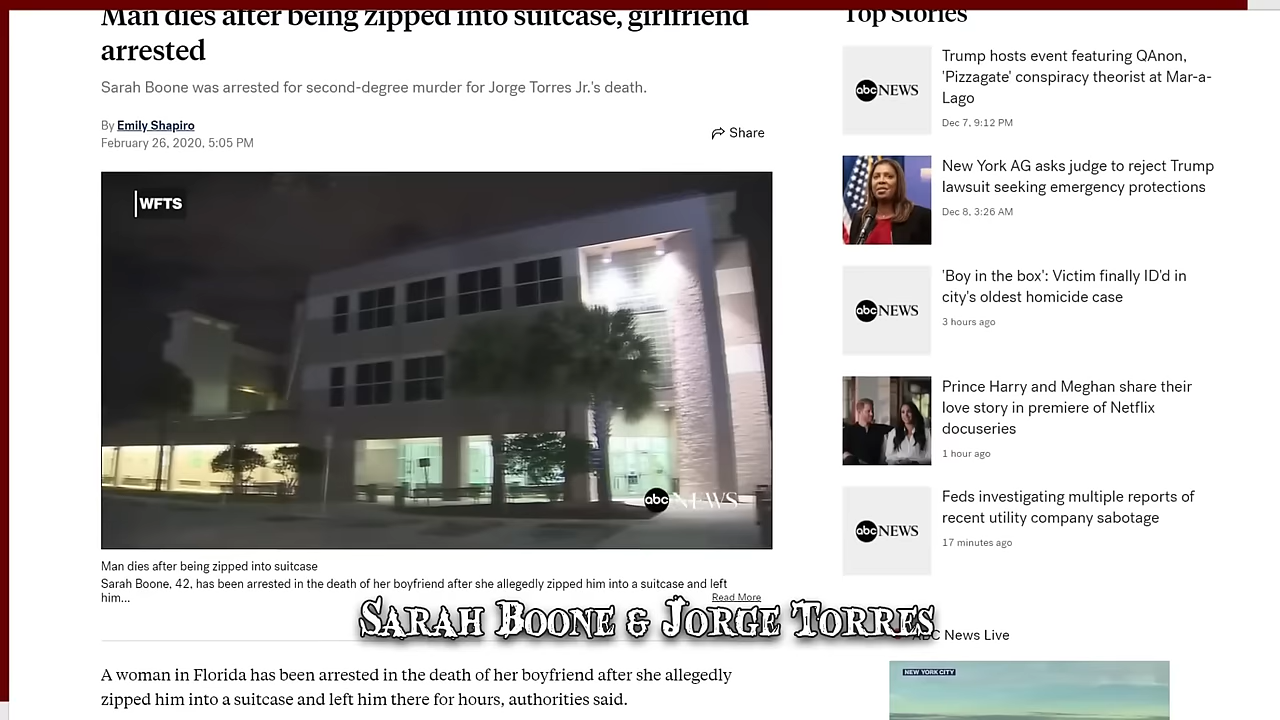 Man dies after being zipped into suitcase, girlfriend
arrested
Sarah Boone was arrested for second-degree murder for Jorge Torres Jr.'s death.
By Emily Shapiro
February 26, 2020, 5:05 PM
Share
WFTS
abc NEWS
Man dies after being zipped into suitcase
Sarah Boone, 42, has been arrested in the death of her boyfriend after she allegedly zipped him into a suitcase and left
him...
Read More
SARAH BOONE & JORGE TORRES
A woman in Florida has been arrested in the death of her boyfriend after she allegedly
zipped him into a suitcase and left him there for hours, authorities said.
Top Stories
abc NEWS
Trump hosts event featuring QAnon,
'Pizzagate' conspiracy theorist at Mar-a-
Lago
Dec 7, 9:12 PM
New York AG asks judge to reject Trump
lawsuit seeking emergency protections
Dec 8, 3:26 AM
abc NEWS
'Boy in the box': Victim finally ID'd in
city's oldest homicide case
3 hours ago
Prince Harry and Meghan share their
love story in premiere of Netflix
docuseries
1 hour ago
abc NEWS
Feds investigating multiple reports of
recent utility company sabotage
17 minutes ago
ABC News Live
NEW YORK CITY